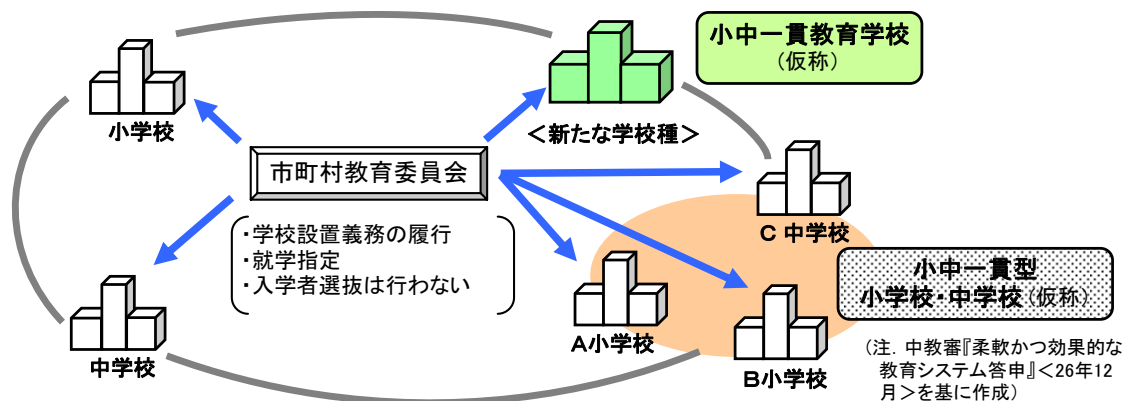 小中一貫教育学校
（仮称）
小学校
＜新たな学校種＞
市町村教育委員会
・学校設置義務の履行
・就学指定
・入学者選抜は行わない
C 中学校
小中一貫型
小学校・中学校（仮称）
中学校
A小学校
B小学校
（注．中教審『柔軟かつ効果的な
教育システム答申』＜26年12
月＞を基に作成）